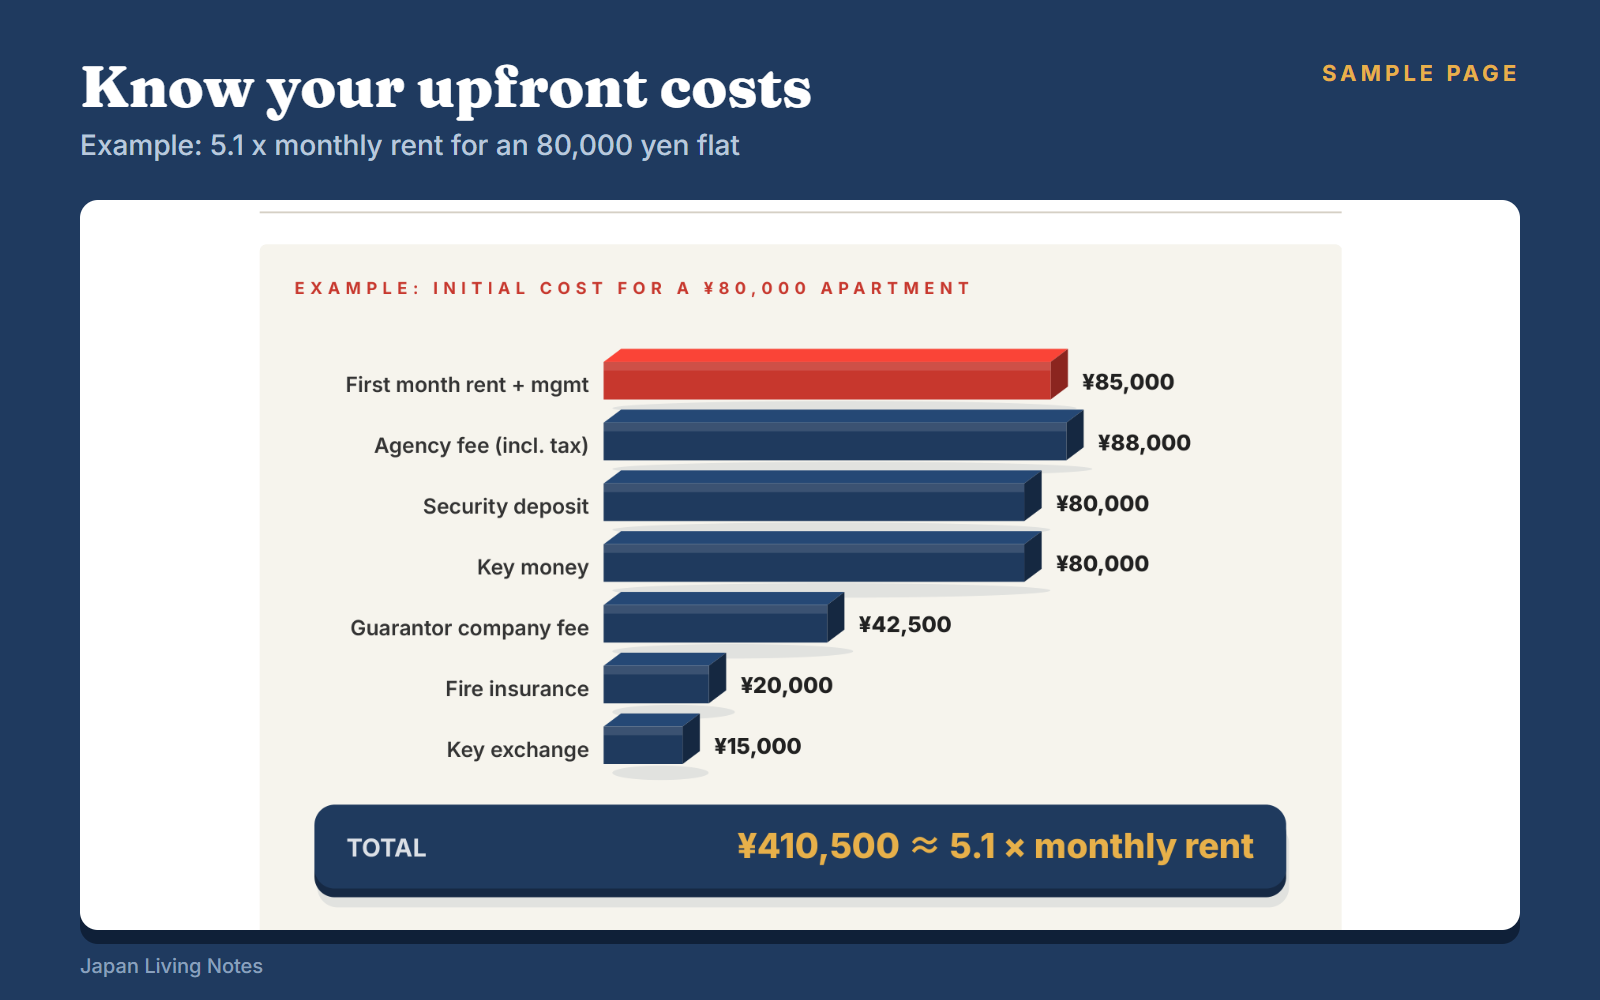 Know your upfront costs
SAMPLE PAGE
Example: 5.1 x monthly rent for an 80,000 yen flat
EXAMPLE: INITIAL COST FOR A ¥80,000 APARTMENT
First month rent + mgmt ¥85,000
Agency fee (incl. tax) ¥88,000
Security deposit ¥80,000
Key money ¥80,000
Guarantor company fee ¥42,500
Fire insurance ¥20,000
Key exchange ¥15,000
TOTAL ¥410,500 ≈ 5.1 × monthly rent
Japan Living Notes